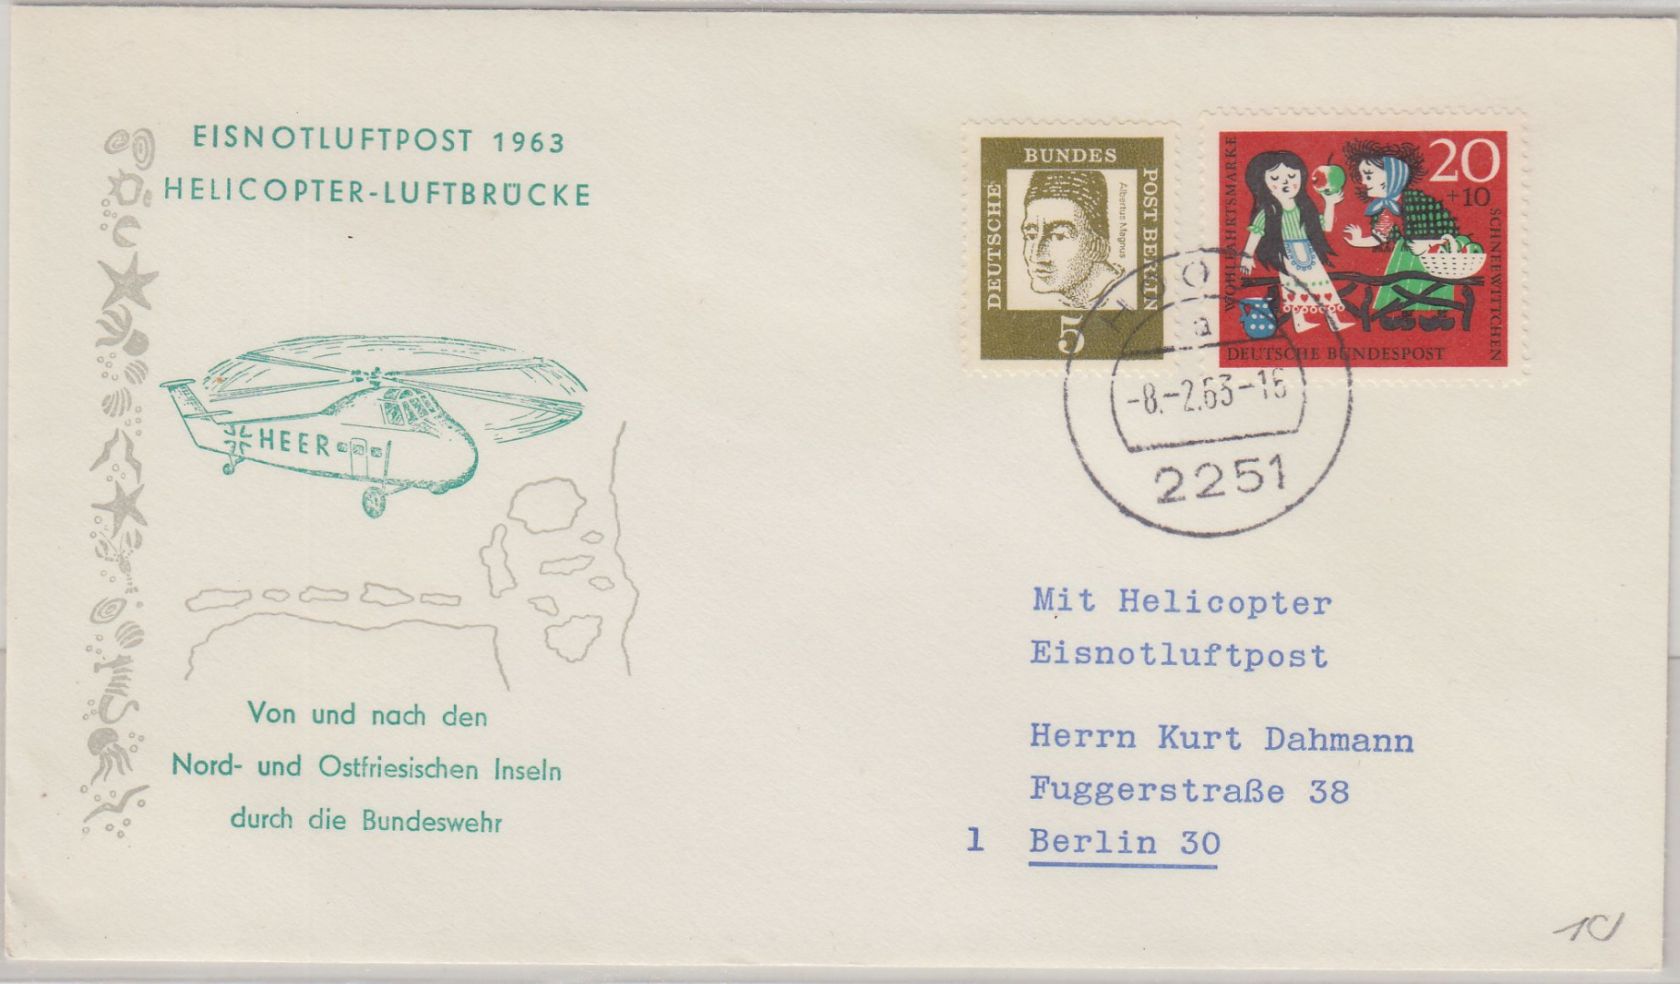 EISNOTLUFTPOST 1963
HELICOPTER-LUFTBRÜCKE
HEER
Von und nach den
Nord- und Ostfriesischen Inseln
durch die Bundeswehr
DEUTSCHE
BUNDES
POST BERLIN
Albertus Magnus
5
WOHLFAHRTSMARKE
20
+10
SCHNEEWITTCHEN
DEUTSCHE BUNDESPOST
a
-8.-2.63-16
2251
Mit Helicopter
Eisnotluftpost
Herrn Kurt Dahmann
Fuggerstraße 38
1 Berlin 30